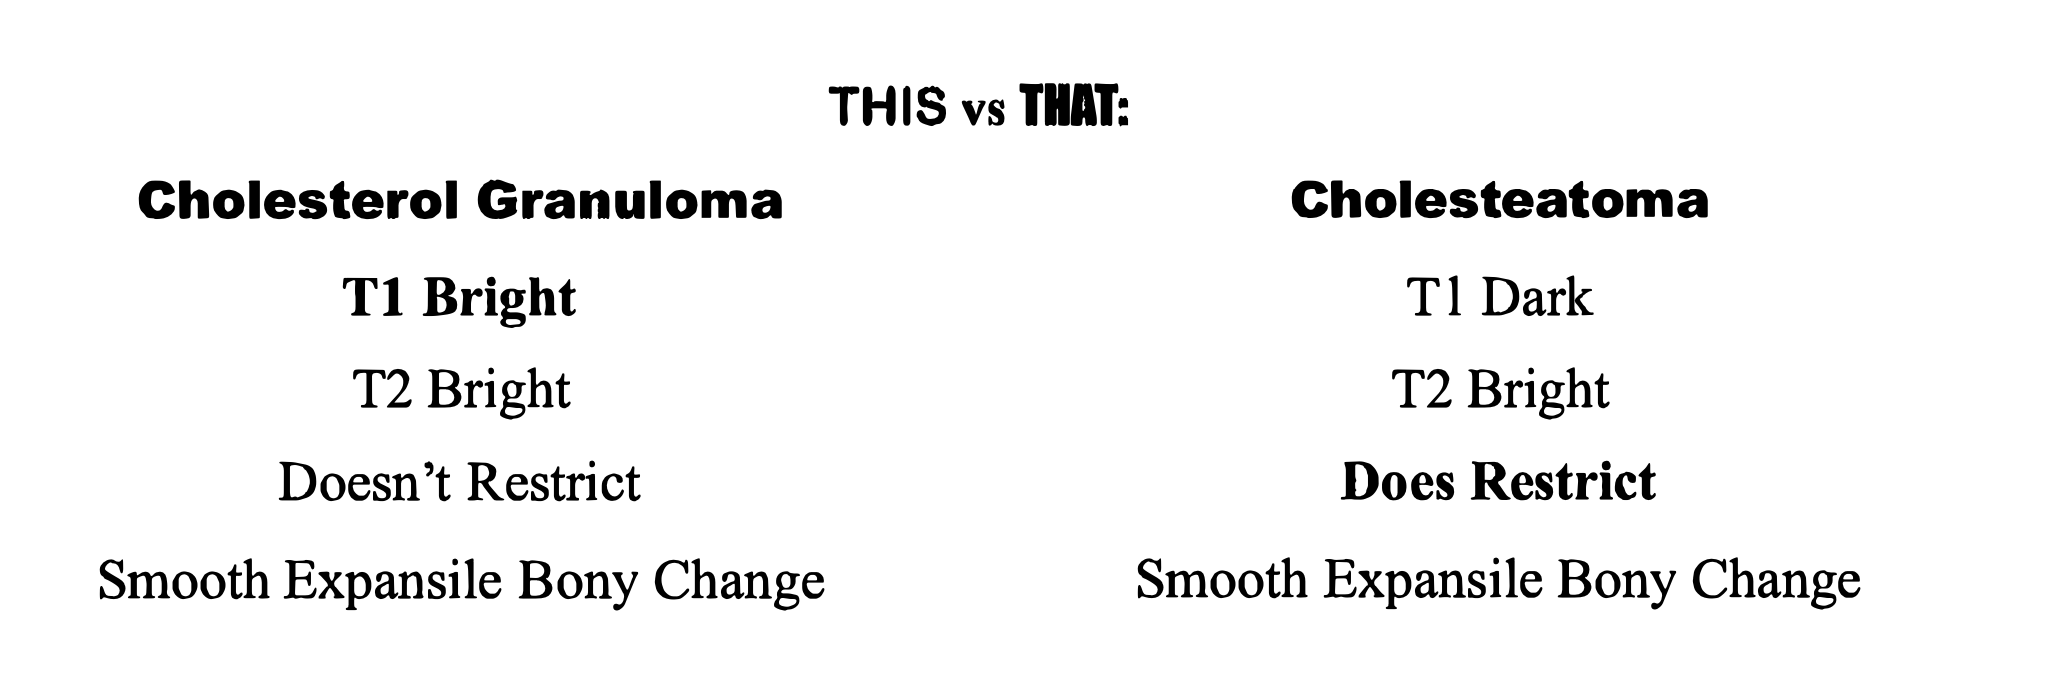 THIS vs THAT:
Cholesterol Granuloma Cholesteatoma
T1 Bright T1 Dark
T2 Bright T2 Bright
Doesn’t Restrict Does Restrict
Smooth Expansile Bony Change Smooth Expansile Bony Change